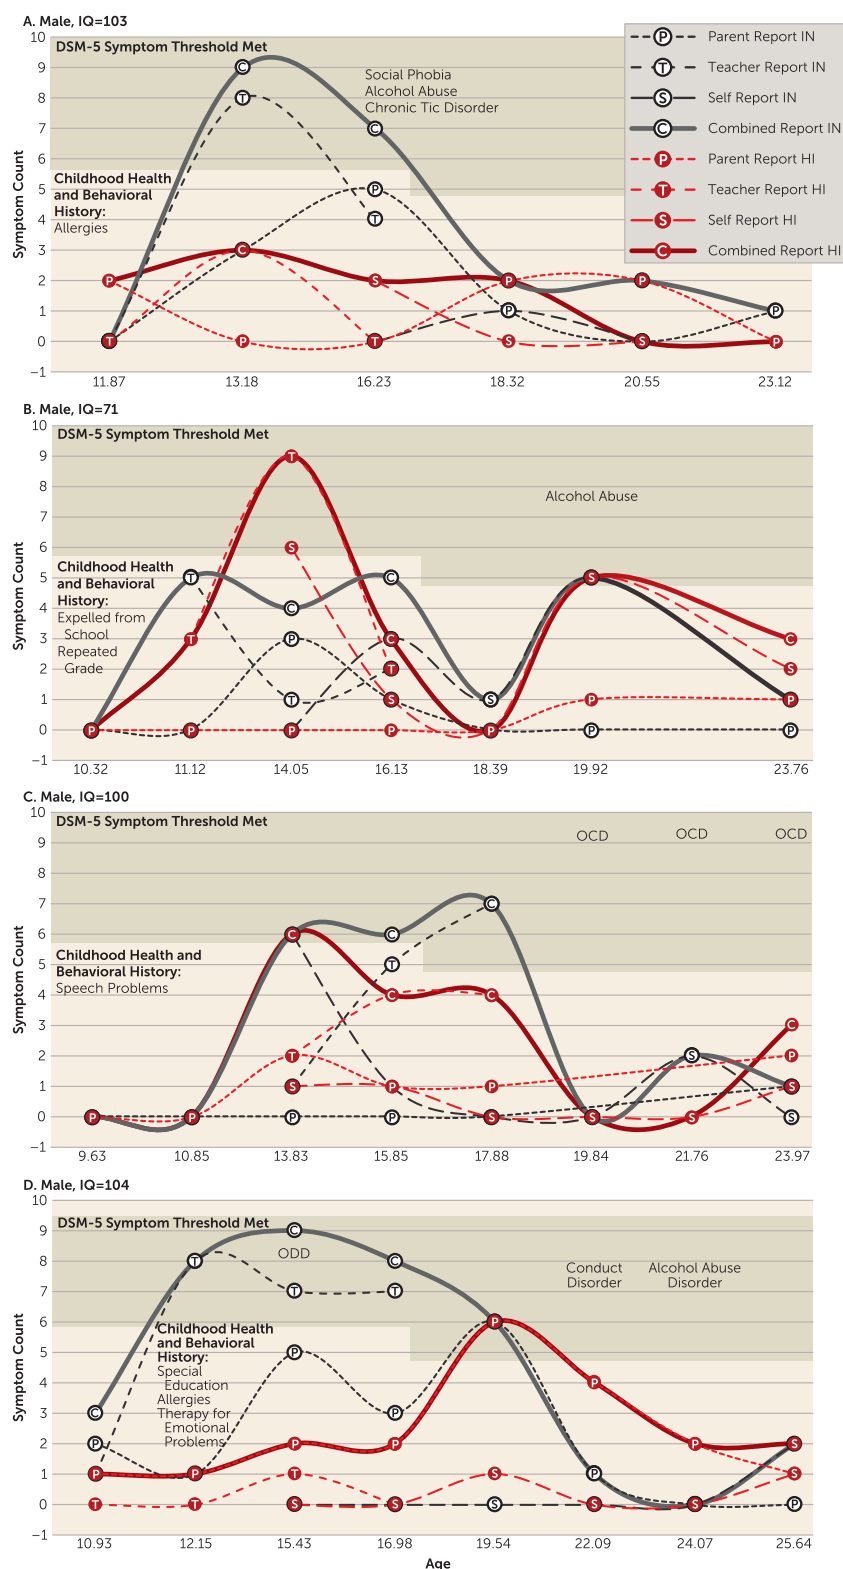 A. Male, IQ=103
DSM-5 Symptom Threshold Met
Social Phobia
Alcohol Abuse
Chronic Tic Disorder
Childhood Health
and Behavioral
History:
Allergies
P Parent Report IN
T Teacher Report IN
S Self Report IN
C Combined Report IN
P Parent Report HI
T Teacher Report HI
S Self Report HI
C Combined Report HI
Symptom Count
10
9
8
7
6
5
4
3
2
1
0
–1
11.87 13.18 16.23 18.32 20.55 23.12
B. Male, IQ=71
DSM-5 Symptom Threshold Met
Alcohol Abuse
Childhood Health
and Behavioral
History:
Expelled from
School
Repeated
Grade
Symptom Count
10
9
8
7
6
5
4
3
2
1
0
–1
10.32 11.12 14.05 16.13 18.39 19.92 23.76
C. Male, IQ=100
DSM-5 Symptom Threshold Met
OCD OCD OCD
Childhood Health and
Behavioral History:
Speech Problems
Symptom Count
10
9
8
7
6
5
4
3
2
1
0
–1
9.63 10.85 13.83 15.85 17.88 19.84 21.76 23.97
D. Male, IQ=104
DSM-5 Symptom Threshold Met
ODD
Conduct
Disorder
Alcohol Abuse
Disorder
Childhood Health
and Behavioral
History:
Special
Education
Allergies
Therapy for
Emotional
Problems
Symptom Count
10
9
8
7
6
5
4
3
2
1
0
–1
10.93 12.15 15.43 16.98 19.54 22.09 24.07 25.64
Age